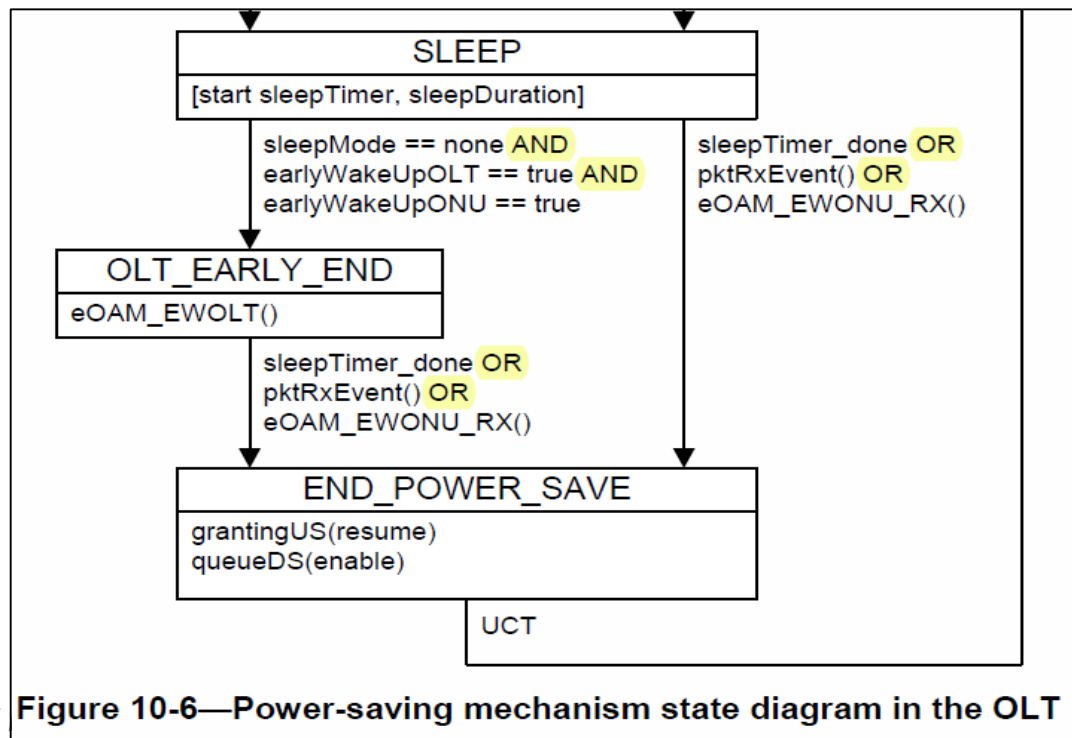 SLEEP
[start sleepTimer, sleepDuration]
sleepMode == none AND
earlyWakeUpOLT == true AND
earlyWakeUpONU == true
sleepTimer_done OR
pktRxEvent() OR
eOAM_EWONU_RX()
OLT_EARLY_END
eOAM_EWOLT()
sleepTimer_done OR
pktRxEvent() OR
eOAM_EWONU_RX()
END_POWER_SAVE
grantingUS(resume)
queueDS(enable)
UCT
Figure 10-6—Power-saving mechanism state diagram in the OLT